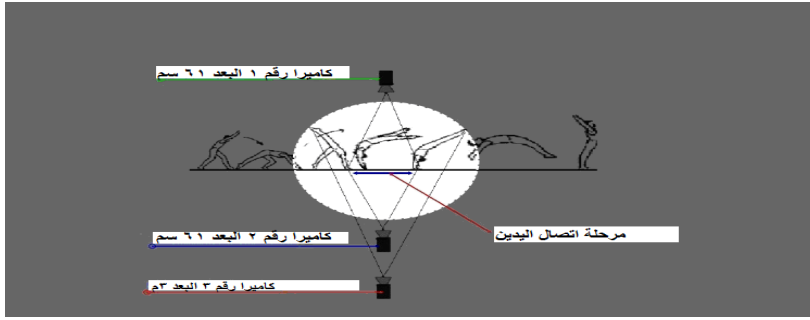 كاميرا رقم ١ البعد ٦١ سم
كاميرا رقم ٢ البعد ٦١ سم
مرحلة اتصال اليدين
كاميرا رقم ٣ البعد ٣م